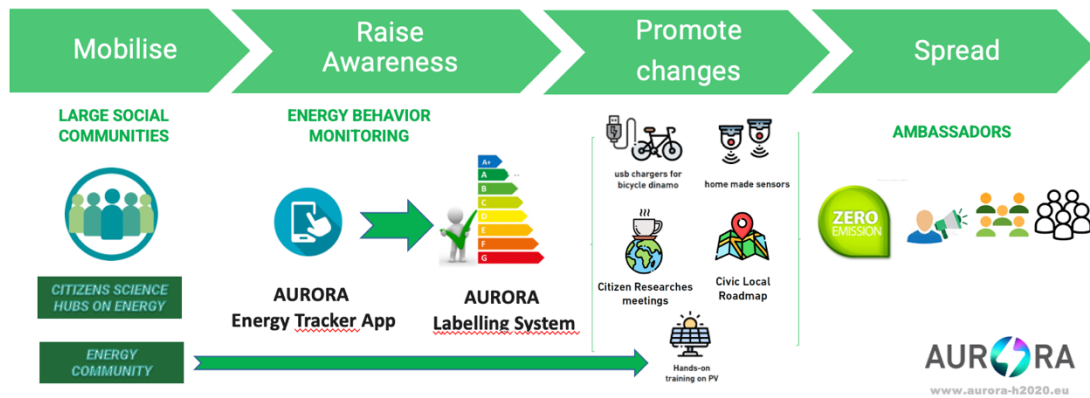 Mobilise
Raise
Awareness
Promote
changes
Spread
LARGE SOCIAL
COMMUNITIES
CITIZENS SCIENCE
HUBS ON ENERGY
ENERGY
COMMUNITY
ENERGY BEHAVIOR
MONITORING
A+
A
B
C
D
E
F
G
AURORA
Energy Tracker App
AURORA
Labelling System
usb chargers for
bicycle dinamo
home made sensors
Citizen Researches
meetings
Civic Local
Roadmap
Hands-on
training on PV
AMBASSADORS
ZERO
EMISSION
AURORA
www.aurora-h2020.eu